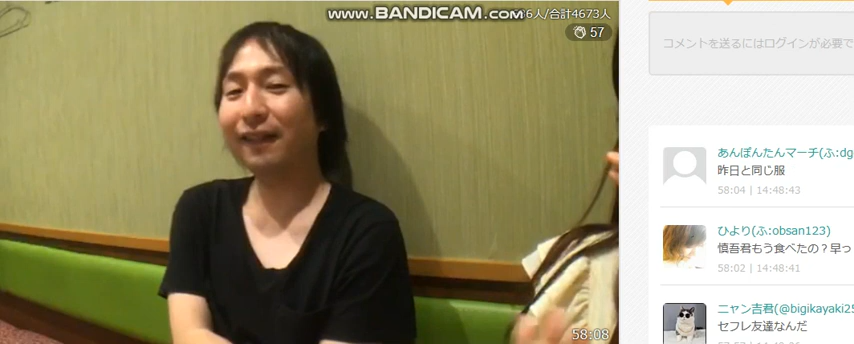 www.BANDICAM.com
6人/合計4673人
57
58:08
コメントを送るにはログインが必要で
あんぽんたんマーチ(ふ:dg
昨日と同じ服
58:04 | 14:48:43
ひより(ふ:obsan123)
慎吾君もう食べたの？早っ
58:02 | 14:48:41
ニャン吉君(@bigikayaki25
セフレ友達なんだ